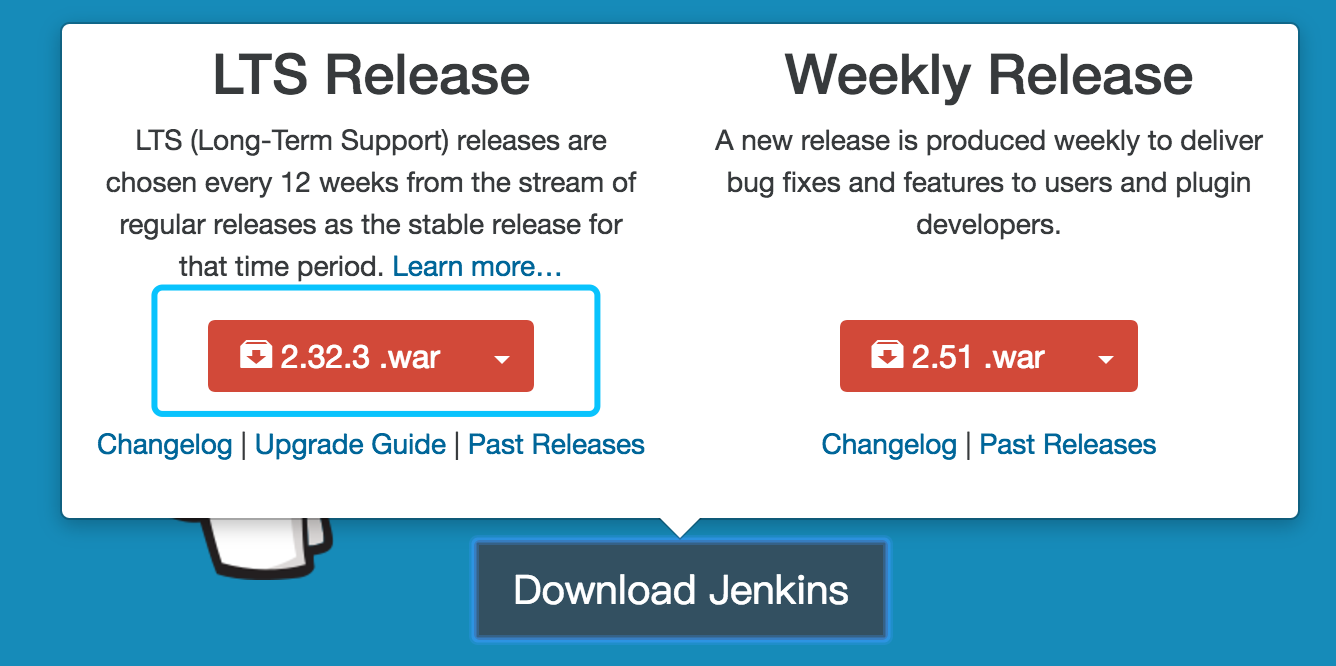 LTS Release
LTS (Long-Term Support) releases are
chosen every 12 weeks from the stream of
regular releases as the stable release for
that time period. Learn more…
2.32.3 .war
Changelog | Upgrade Guide | Past Releases
Weekly Release
A new release is produced weekly to deliver
bug fixes and features to users and plugin
developers.
2.51 .war
Changelog | Past Releases
Download Jenkins